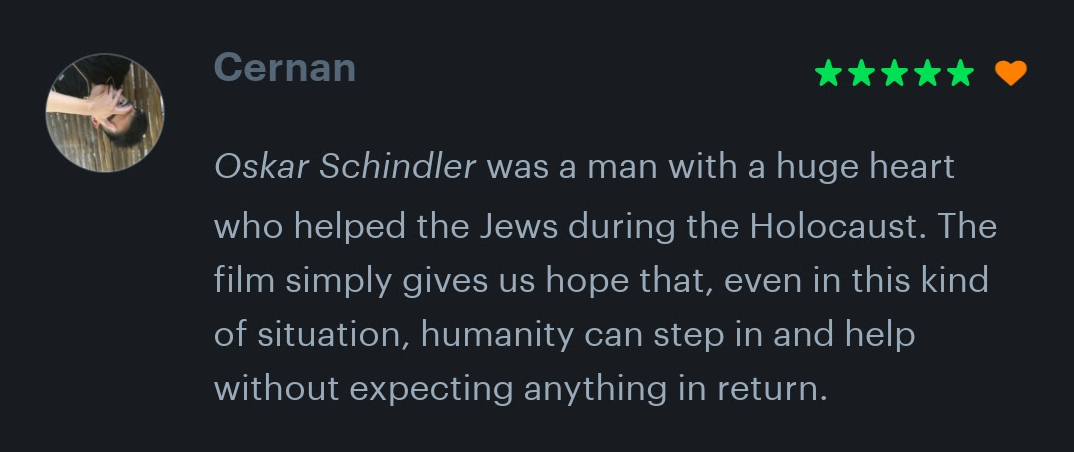 Cernan
Oskar Schindler was a man with a huge heart
who helped the Jews during the Holocaust. The
film simply gives us hope that, even in this kind
of situation, humanity can step in and help
without expecting anything in return.